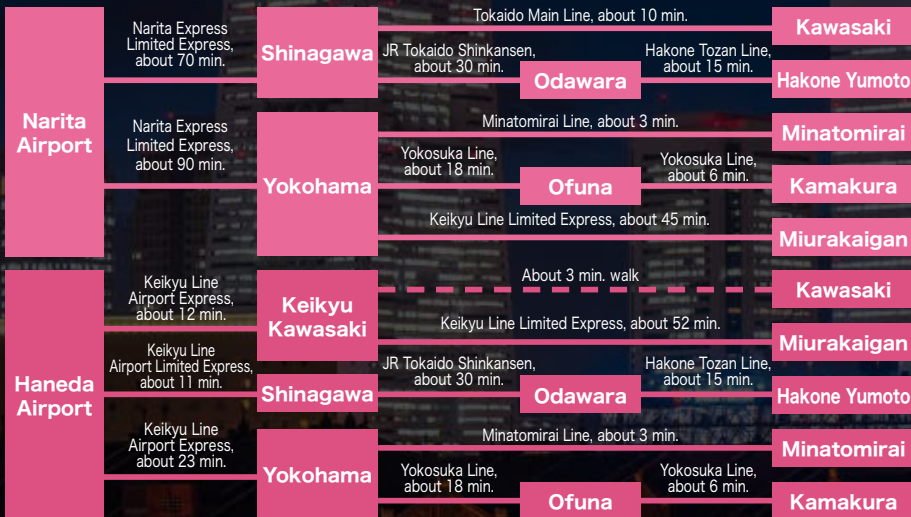 Narita
Airport
Narita Express
Limited Express,
about 70 min.
Shinagawa
Tokaido Main Line, about 10 min.
Kawasaki
JR Tokaido Shinkansen,
about 30 min.
Odawara
Hakone Tozan Line,
about 15 min.
Hakone Yumoto
Narita Express
Limited Express,
about 90 min.
Yokohama
Minatomirai Line, about 3 min.
Minatomirai
Yokosuka Line,
about 18 min.
Ofuna
Yokosuka Line,
about 6 min.
Kamakura
Keikyu Line Limited Express, about 45 min.
Miurakaigan
Haneda
Airport
Keikyu Line
Airport Express,
about 12 min.
Keikyu
Kawasaki
About 3 min. walk
Kawasaki
Keikyu Line Limited Express, about 52 min.
Miurakaigan
Keikyu Line
Airport Limited Express,
about 11 min.
Shinagawa
JR Tokaido Shinkansen,
about 30 min.
Odawara
Hakone Tozan Line,
about 15 min.
Hakone Yumoto
Keikyu Line
Airport Express,
about 23 min.
Yokohama
Minatomirai Line, about 3 min.
Minatomirai
Yokosuka Line,
about 18 min.
Ofuna
Yokosuka Line,
about 6 min.
Kamakura